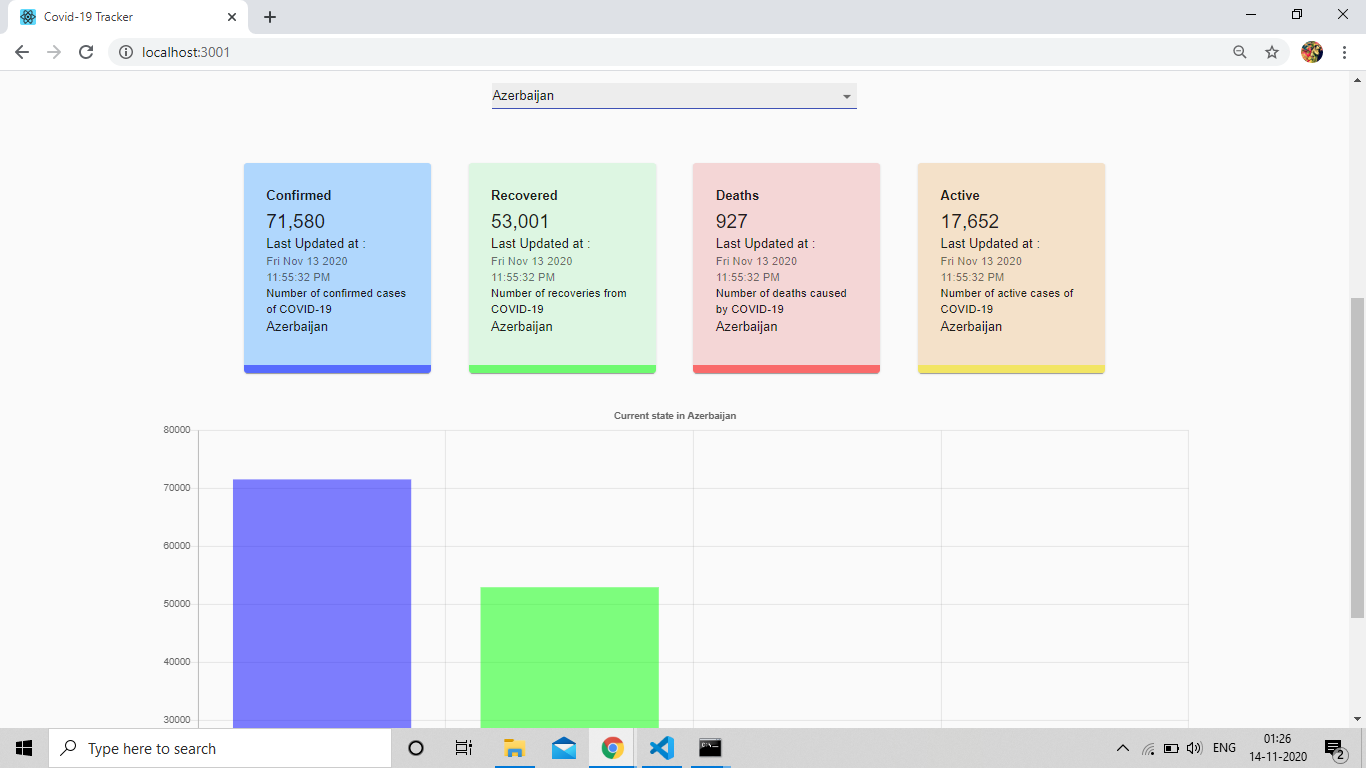 Covid-19 Tracker
localhost:3001
Azerbaijan
Confirmed
71,580
Last Updated at :
Fri Nov 13 2020
11:55:32 PM
Number of confirmed cases
of COVID-19
Azerbaijan
Recovered
53,001
Last Updated at :
Fri Nov 13 2020
11:55:32 PM
Number of recoveries from
COVID-19
Azerbaijan
Deaths
927
Last Updated at :
Fri Nov 13 2020
11:55:32 PM
Number of deaths caused
by COVID-19
Azerbaijan
Active
17,652
Last Updated at :
Fri Nov 13 2020
11:55:32 PM
Number of active cases of
COVID-19
Azerbaijan
Current state in Azerbaijan
80000
70000
60000
50000
40000
30000
Type here to search
ENG
01:26
14-11-2020
2